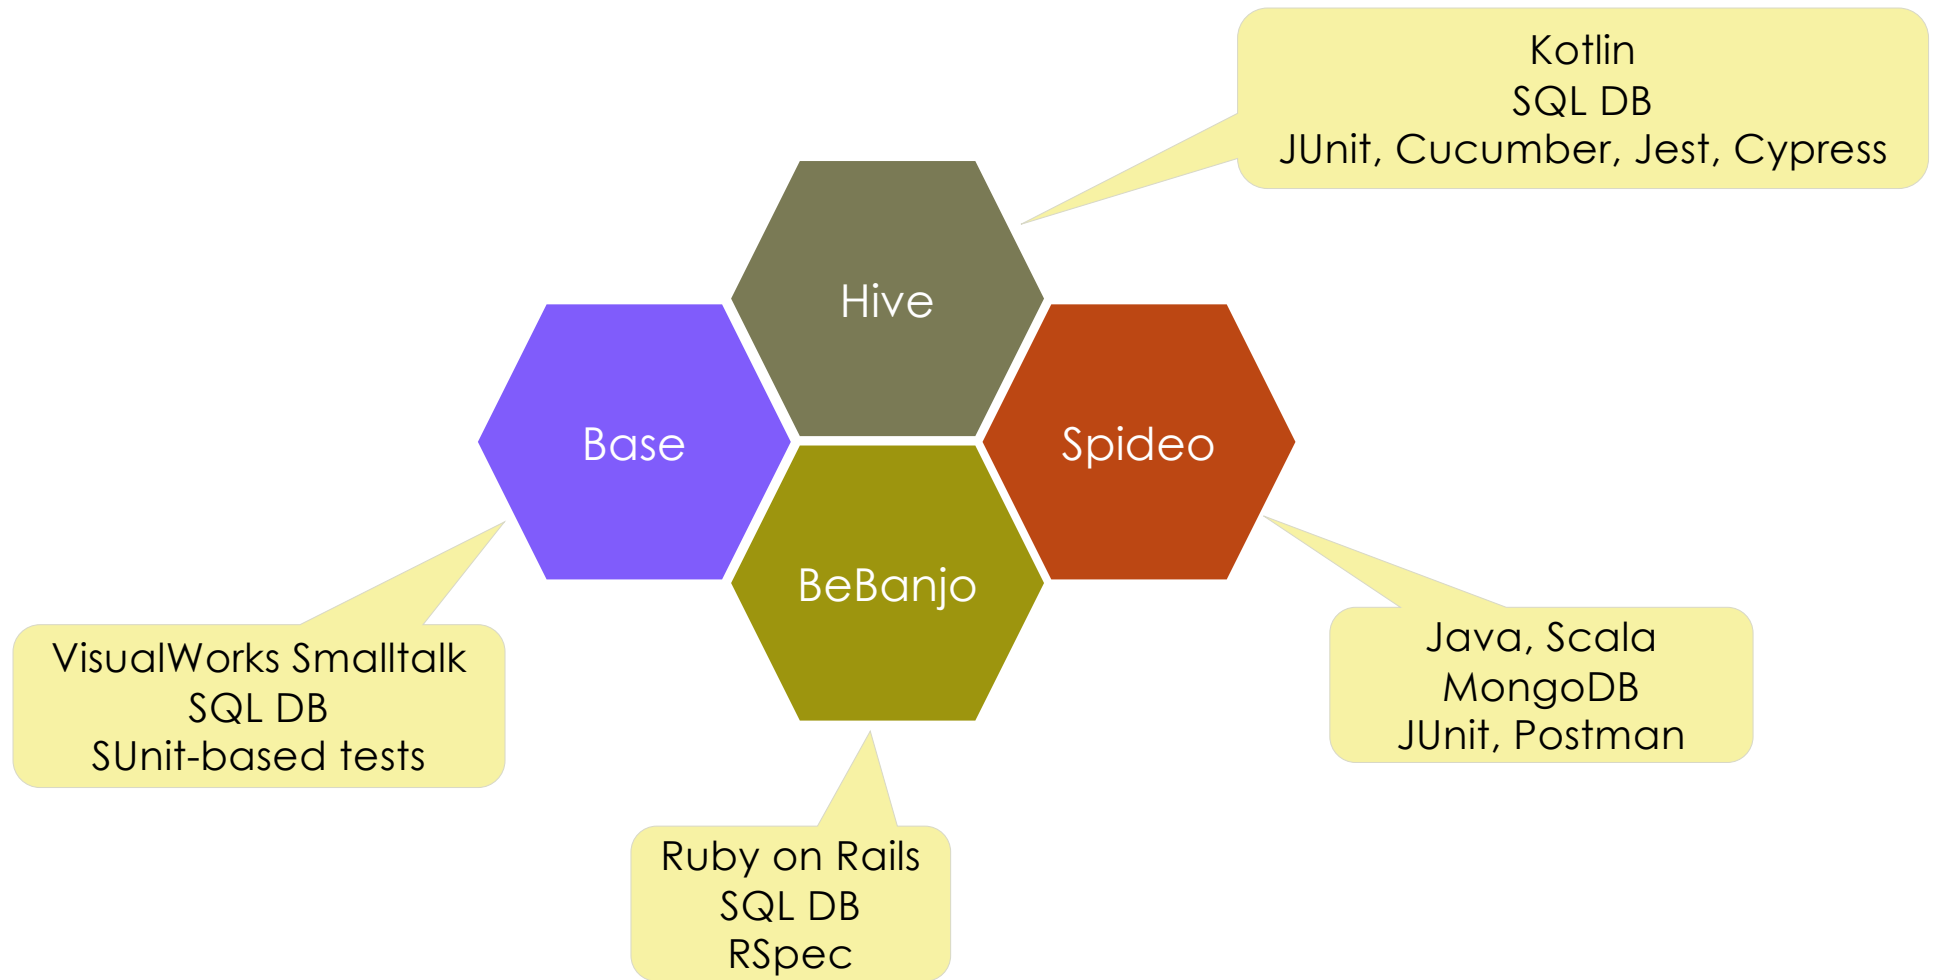 Kotlin
SQL DB
JUnit, Cucumber, Jest, Cypress
Hive
Base
Spideo
BeBanjo
VisualWorks Smalltalk
SQL DB
SUnit-based tests
Java, Scala
MongoDB
JUnit, Postman
Ruby on Rails
SQL DB
RSpec